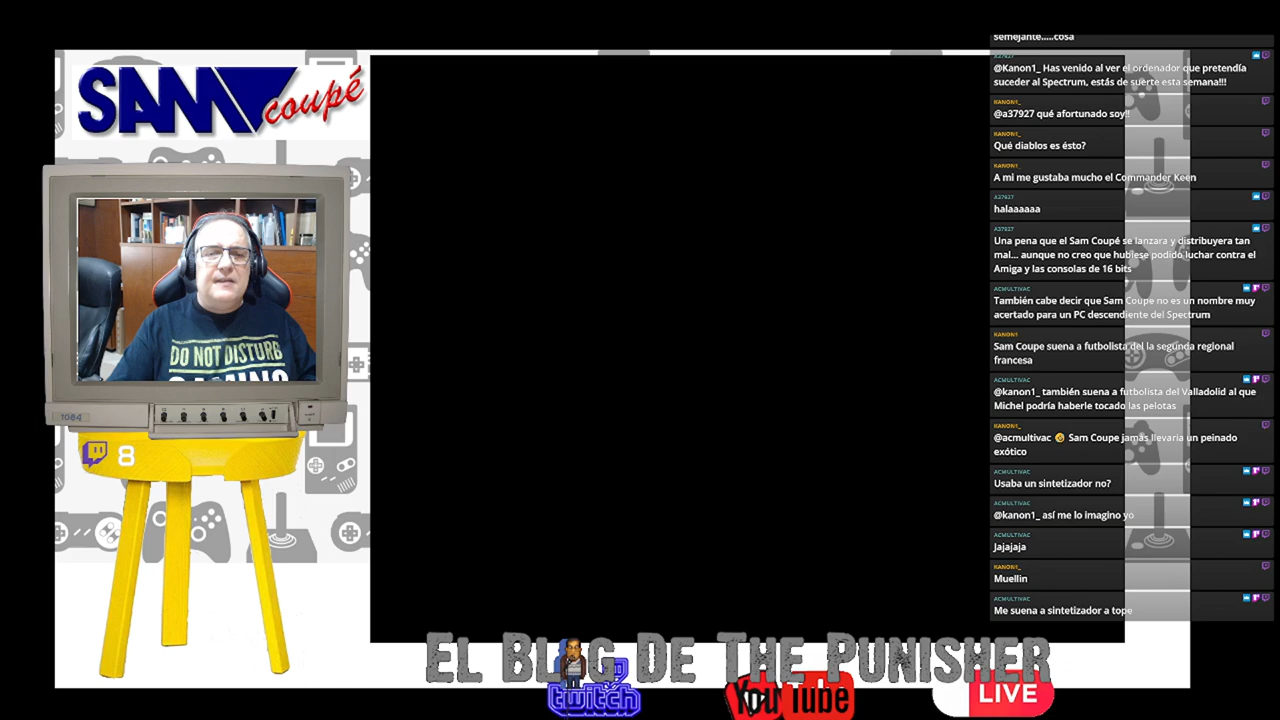 SAM coupé
1084
8
DO NOT DISTURB
GAMING
semejante.....cosa
A37927
@Kanon1_ Has venido al ver el ordenador que pretendía
suceder al Spectrum, estás de suerte esta semana!!!
KANON1_
@a37927 qué afortunado soy!!
KANON1_
Qué diablos es ésto?
KANON1_
A mi me gustaba mucho el Commander Keen
A37927
halaaaaaa
A37927
Una pena que el Sam Coupé se lanzara y distribuyera tan
mal... aunque no creo que hubiese podido luchar contra el
Amiga y las consolas de 16 bits
ACMULTIVAC
También cabe decir que Sam Coupe no es un nombre muy
acertado para un PC descendiente del Spectrum
KANON1_
Sam Coupe suena a futbolista del la segunda regional
francesa
ACMULTIVAC
@kanon1_ también suena a futbolista del Valladolid al que
Michel podría haberle tocado las pelotas
KANON1_
@acmultivac Sam Coupe jamás llevaría un peinado
exótico
ACMULTIVAC
Usaba un sintetizador no?
ACMULTIVAC
@kanon1_ así me lo imagino yo
ACMULTIVAC
Jajajaja
KANON1_
Muellin
ACMULTIVAC
Me suena a sintetizador a tope
EL BLOG DE THE PUNISHER
twitch
YouTube
LIVE